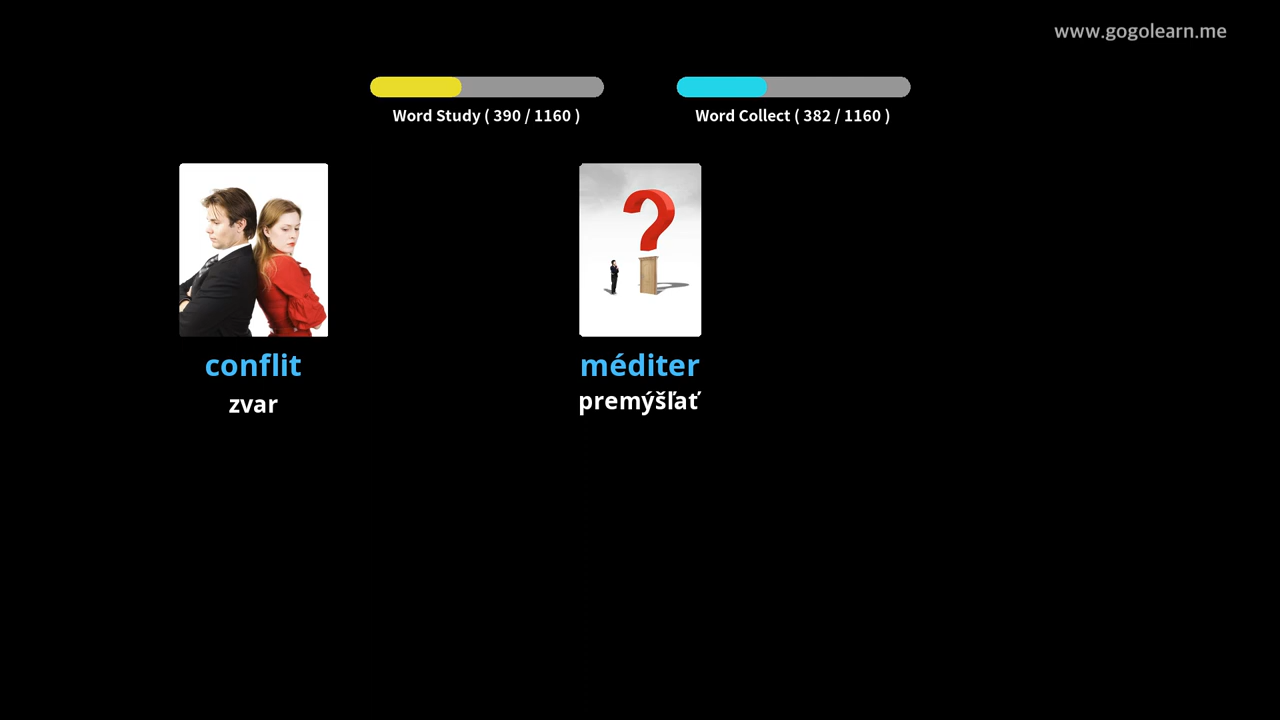 www.gogolearn.me
Word Study ( 390 / 1160 )
Word Collect ( 382 / 1160 )
conflit
zvar
méditer
premýšľať